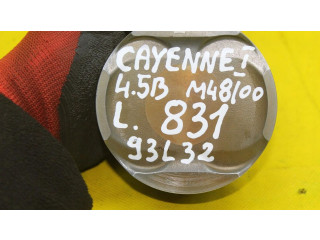 CAYENNE I
4.5B M48/00
L. 831
93L32